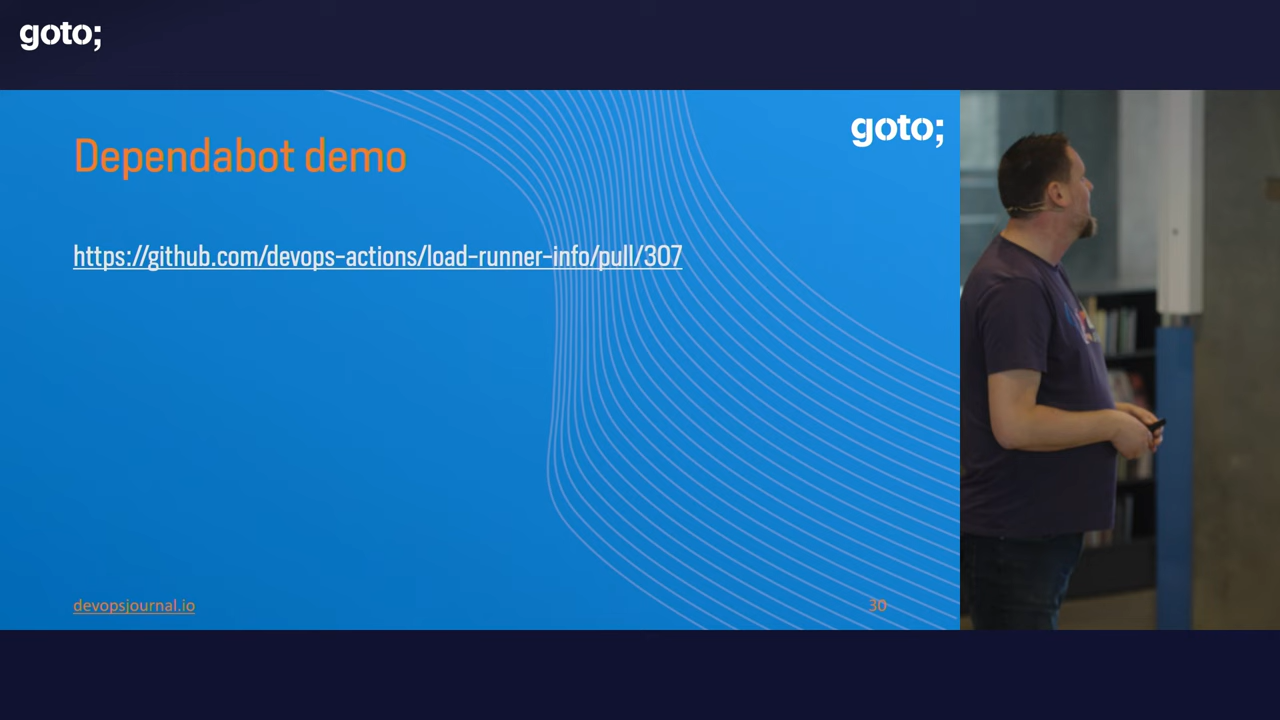 goto;
goto;
Dependabot demo
https://github.com/devops-actions/load-runner-info/pull/307
devopsjournal.io
30